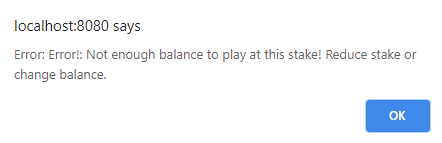 localhost:8080 says
Error: Error!: Not enough balance to play at this stake! Reduce stake or
change balance.
OK